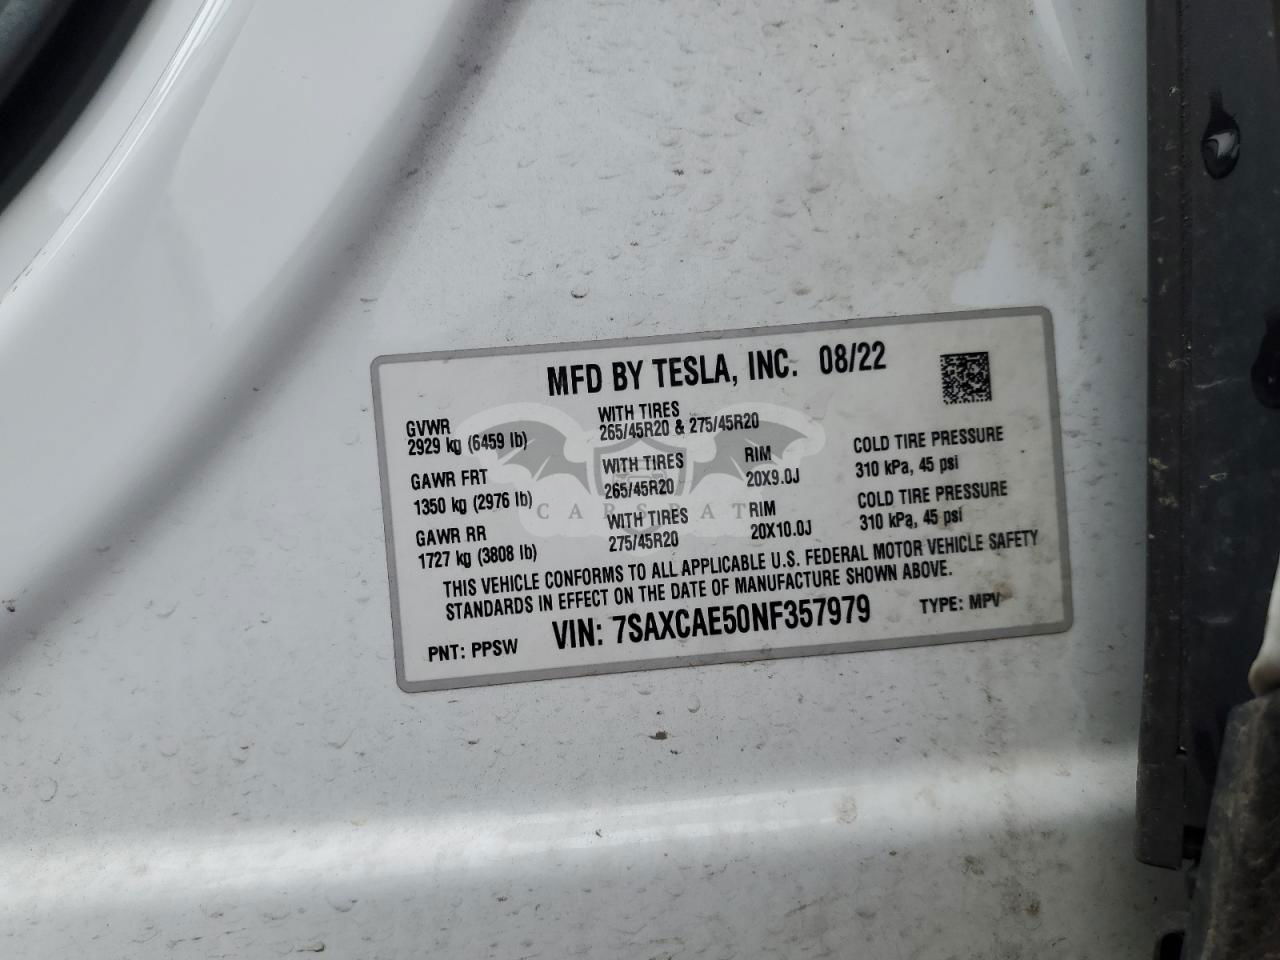 MFD BY TESLA, INC. 08/22
GVWR WITH TIRES
2929 kg (6459 lb) 265/45R20 & 275/45R20
GAWR FRT WITH TIRES RIM COLD TIRE PRESSURE
1350 kg (2976 lb) 265/45R20 20X9.0J 310 kPa, 45 psi
GAWR RR WITH TIRES RIM COLD TIRE PRESSURE
1727 kg (3808 lb) 275/45R20 20X10.0J 310 kPa, 45 psi
THIS VEHICLE CONFORMS TO ALL APPLICABLE U.S. FEDERAL MOTOR VEHICLE SAFETY
STANDARDS IN EFFECT ON THE DATE OF MANUFACTURE SHOWN ABOVE.
PNT: PPSW VIN: 7SAXCAE50NF357979 TYPE: MPV